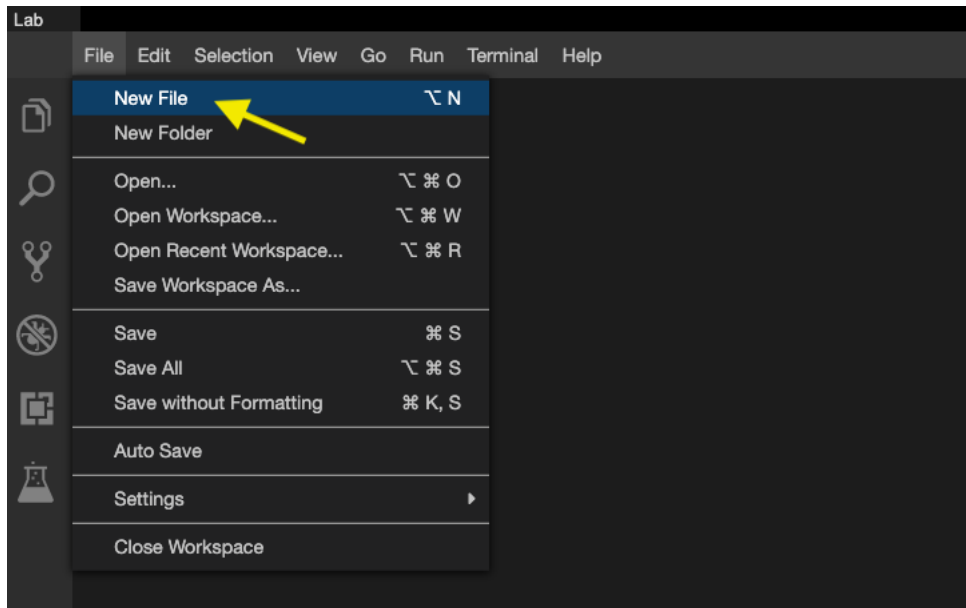 Lab
File Edit Selection View Go Run Terminal Help
New File ⌥ N
New Folder
Open... ⌥ ⌘ O
Open Workspace... ⌥ ⌘ W
Open Recent Workspace... ⌥ ⌘ R
Save Workspace As...
Save ⌘ S
Save All ⌥ ⌘ S
Save without Formatting ⌘ K, S
Auto Save
Settings
Close Workspace